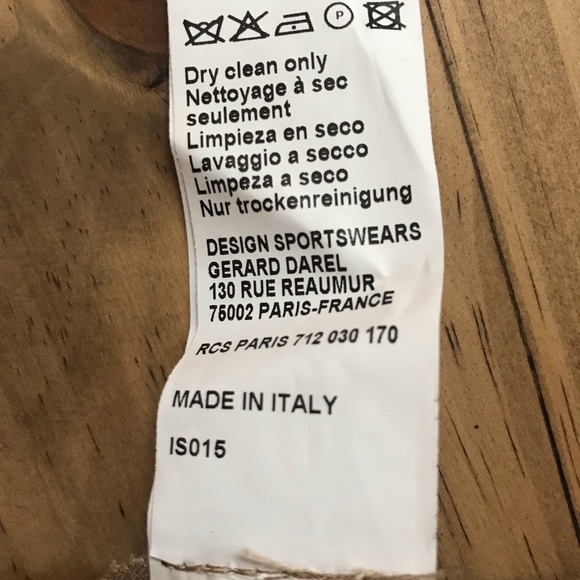 P
Dry clean only
Nettoyage à sec
seulement
Limpieza en seco
Lavaggio a secco
Limpeza a seco
Nur trockenreinigung
DESIGN SPORTSWEARS
GERARD DAREL
130 RUE REAUMUR
75002 PARIS-FRANCE
RCS PARIS 712 030 170
MADE IN ITALY
IS015